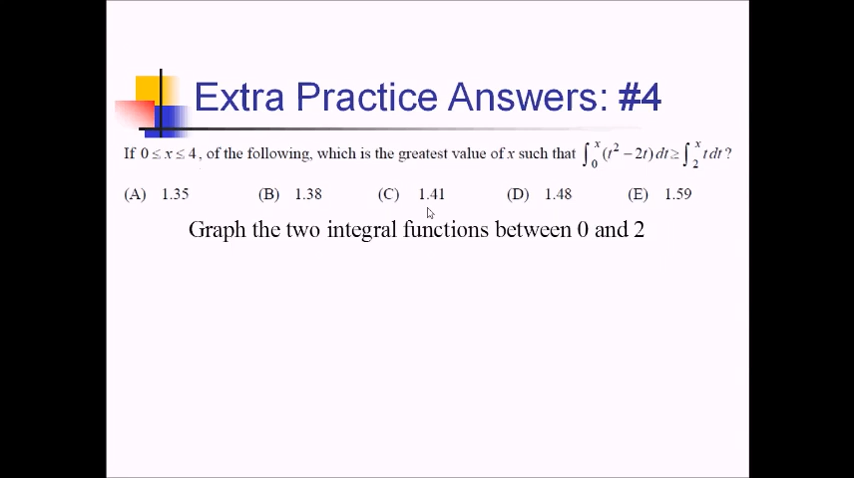 Extra Practice Answers: #4
If 0 ≤ x ≤ 4, of the following, which is the greatest value of x such that ∫₀ˣ (t² − 2t) dt ≥ ∫₂ˣ t dt?
(A) 1.35 (B) 1.38 (C) 1.41 (D) 1.48 (E) 1.59
Graph the two integral functions between 0 and 2